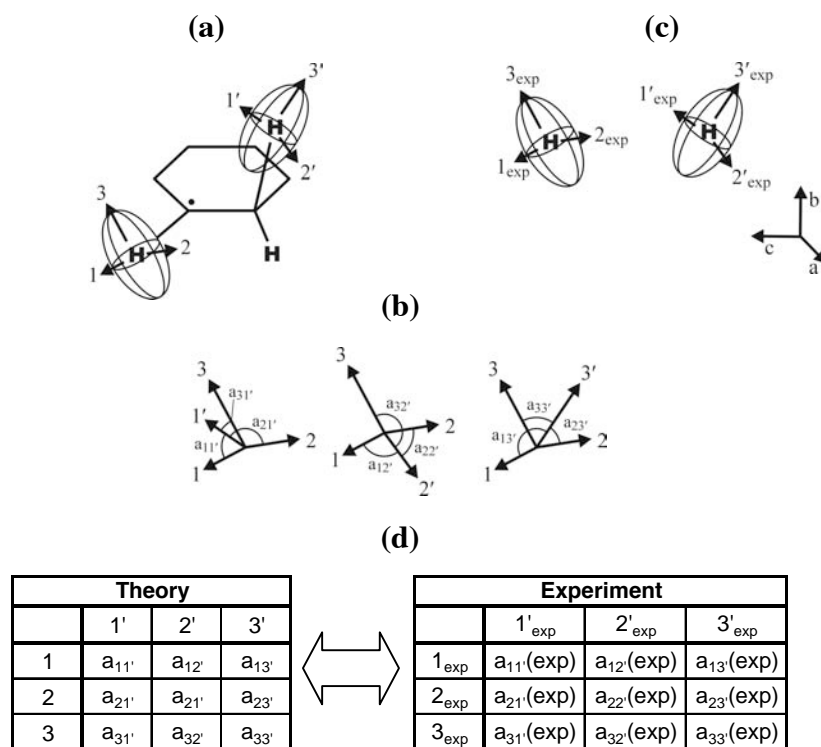 (a)
3'
1'
H
2'
3
H
2
1
H
(c)
3exp
H
2exp
1exp
3'exp
1'exp
H
2'exp
b
c
a
(b)
3
a31'
1'
a21'
a11'
2
1
3
a32'
2
1
a12'
a22'
2'
3
3'
a33'
a13'
a23'
2
1
(d)
Theory
1' 2' 3'
1 a11' a12' a13'
2 a21' a21' a23'
3 a31' a32' a33'
Experiment
1'exp 2'exp 3'exp
1exp a11'(exp) a12'(exp) a13'(exp)
2exp a21'(exp) a22'(exp) a23'(exp)
3exp a31'(exp) a32'(exp) a33'(exp)